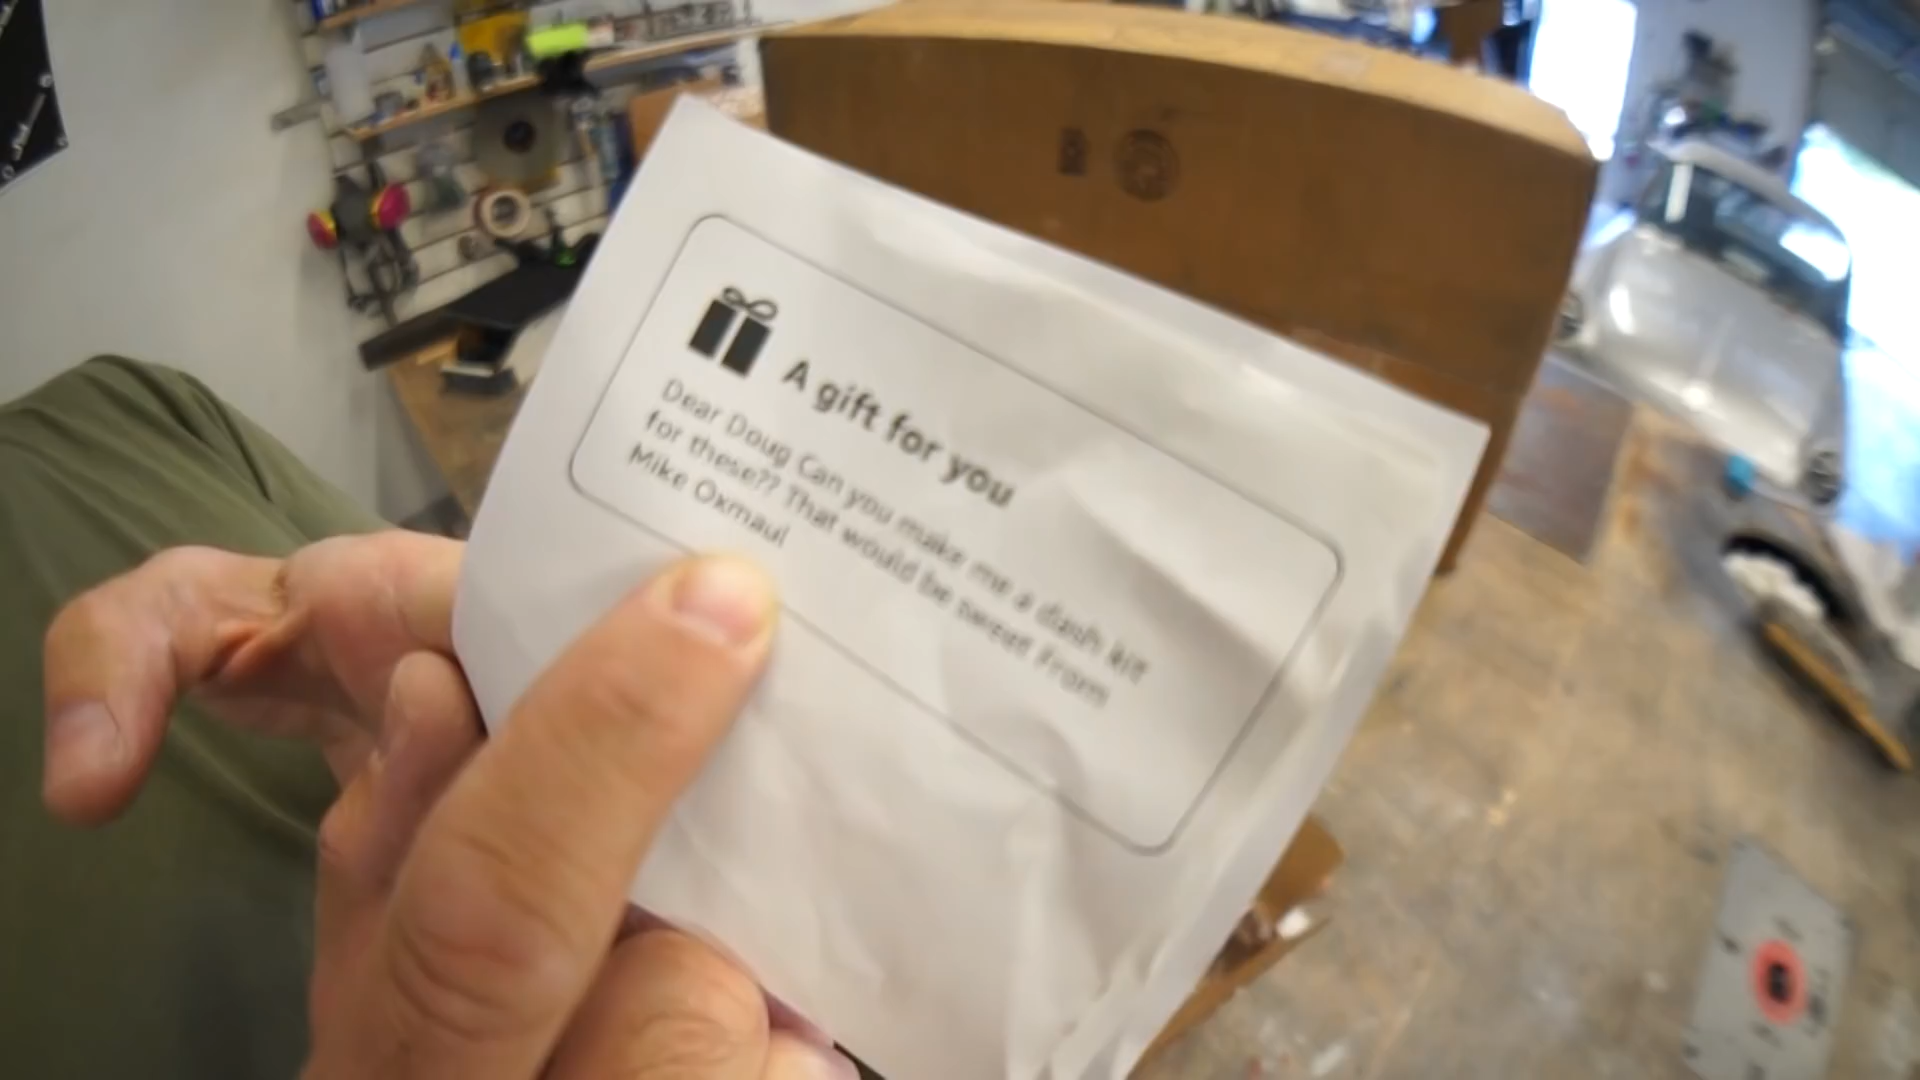 A gift for you
Dear Doug Can you make me a dash kit
for these?? That would be sweet From
Mike Oxmaul